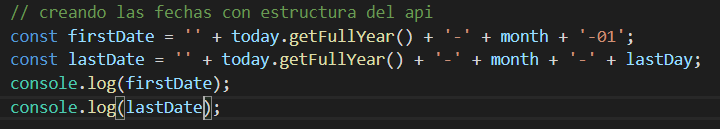 // creando las fechas con estructura del api
const firstDate = '' + today.getFullYear() + '-' + month + '-01';
const lastDate = '' + today.getFullYear() + '-' + month + '-' + lastDay;
console.log(firstDate);
console.log(lastDate);